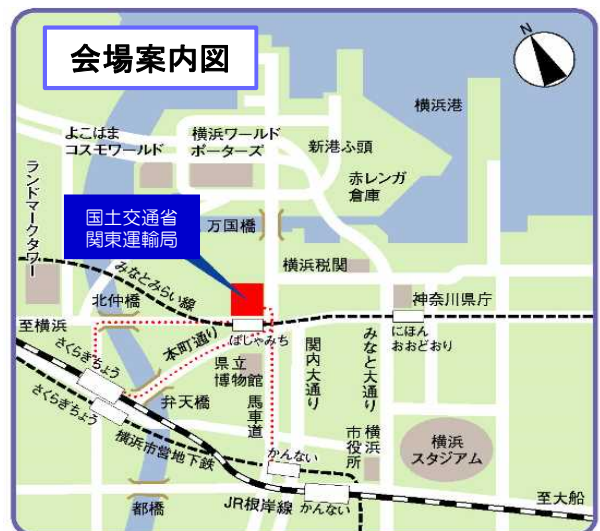 会場案内図
N
横浜港
よこはま
コスモワールド
横浜ワールド
ポーターズ
新港ふ頭
赤レンガ
倉庫
ランドマークタワー
国土交通省
関東運輸局
万国橋
横浜税関
みなとみらい線
北仲橋
神奈川県庁
至横浜
本町通り
ばしゃみち
にほん
おおどおり
さくらぎちょう
県立
博物館
関内大通り
みなと大通り
さくらぎちょう
弁天橋
馬車道
横浜
市役所
横浜
スタジアム
横浜市営地下鉄
かんない
都橋
JR根岸線
かんない
至大船